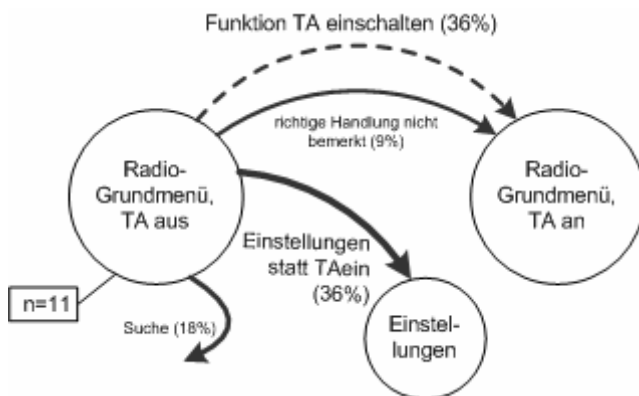 Funktion TA einschalten (36%)
richtige Handlung nicht
bemerkt (9%)
Radio-
Grundmenü,
TA aus
Radio-
Grundmenü,
TA an
Einstellungen
statt TAein
(36%)
n=11
Suche (18%)
Einstel-
lungen